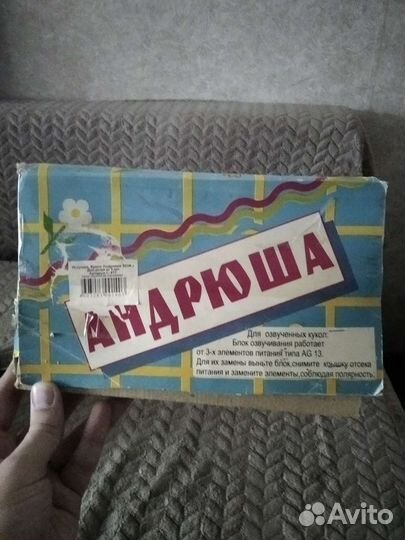 АНДРЮША
Для озвученных кукол:
Блок озвучивания работает
от 3-х элементов питания типа AG 13.
Для их замены выньте блок,снимите крышку отсека
питания и замените элементы,соблюдая полярность.
Avito